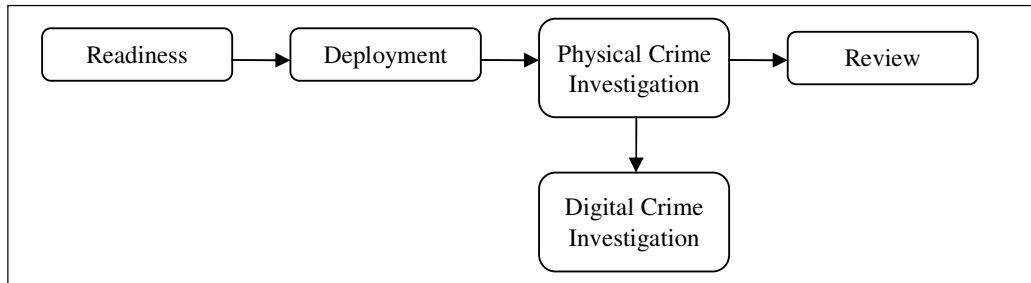 Readiness
Deployment
Physical Crime
Investigation
Review
Digital Crime
Investigation